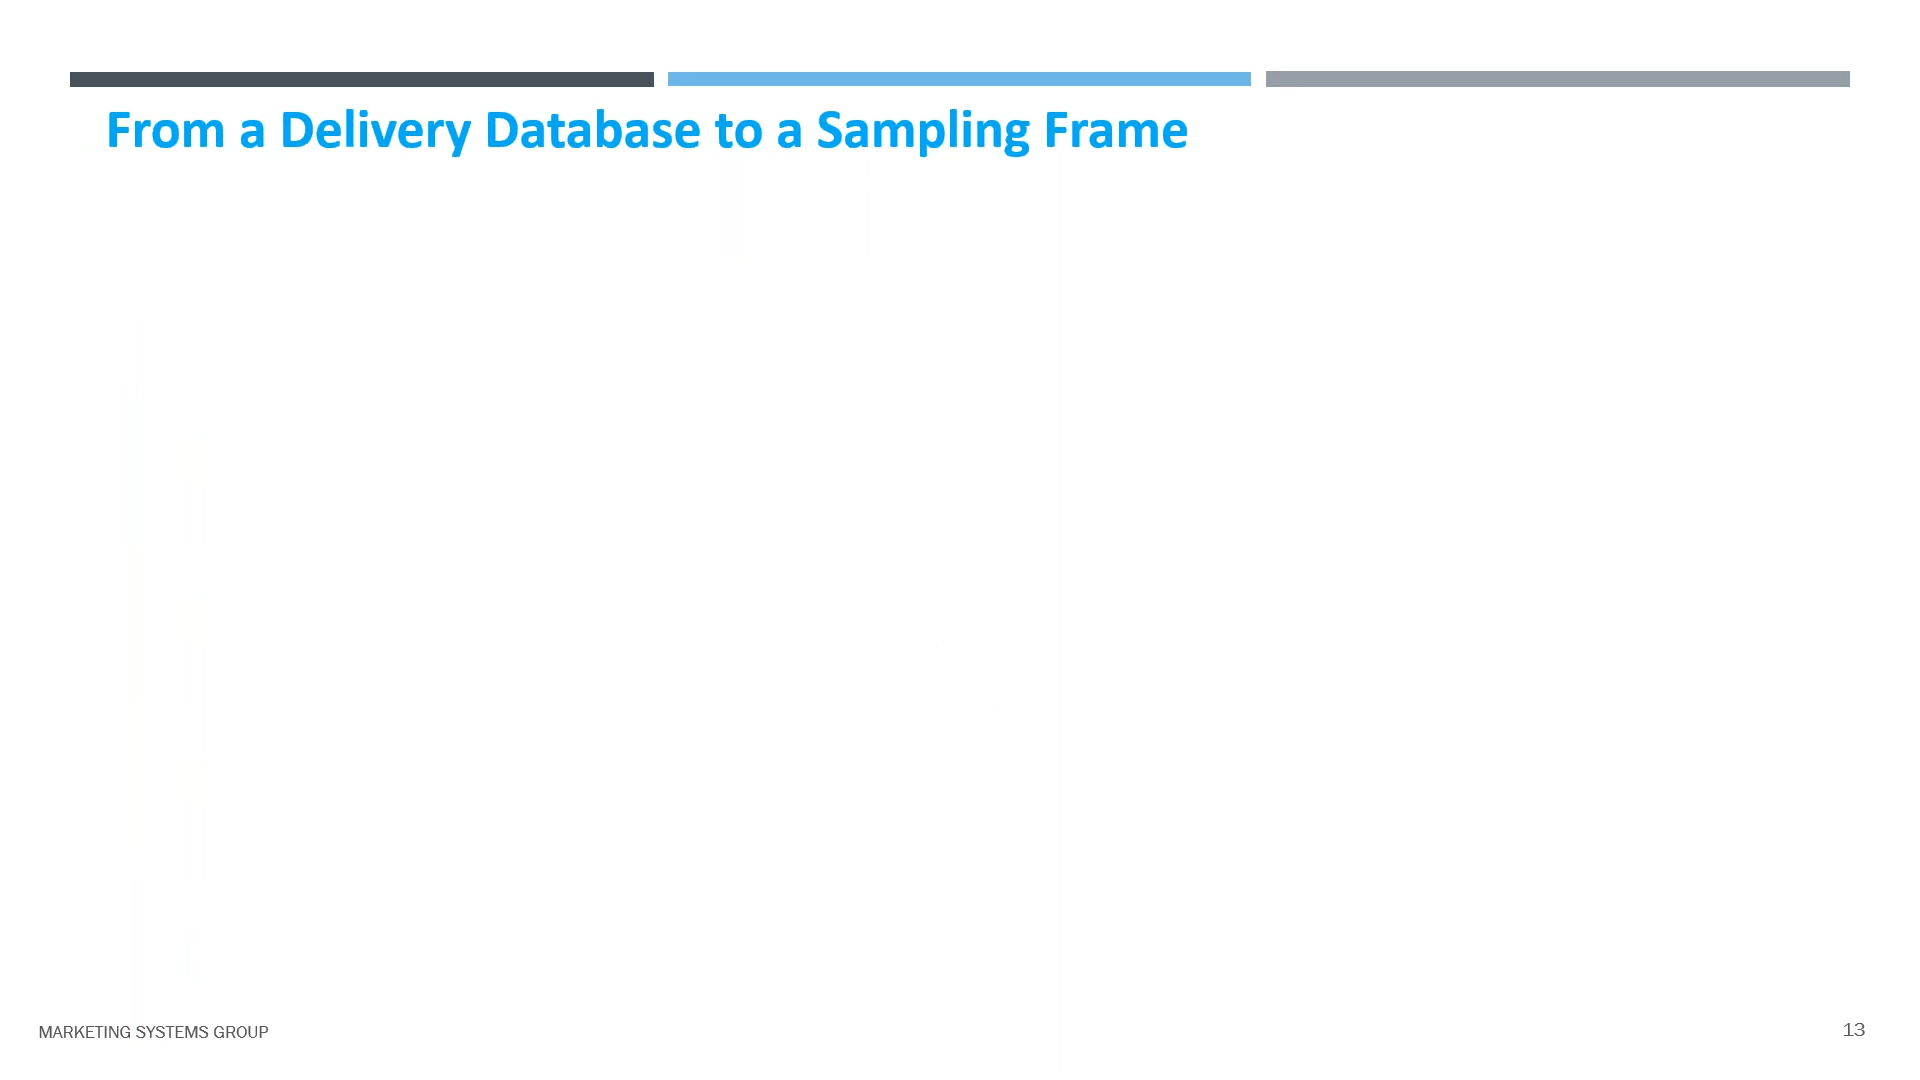 From a Delivery Database to a Sampling Frame
MARKETING SYSTEMS GROUP
13